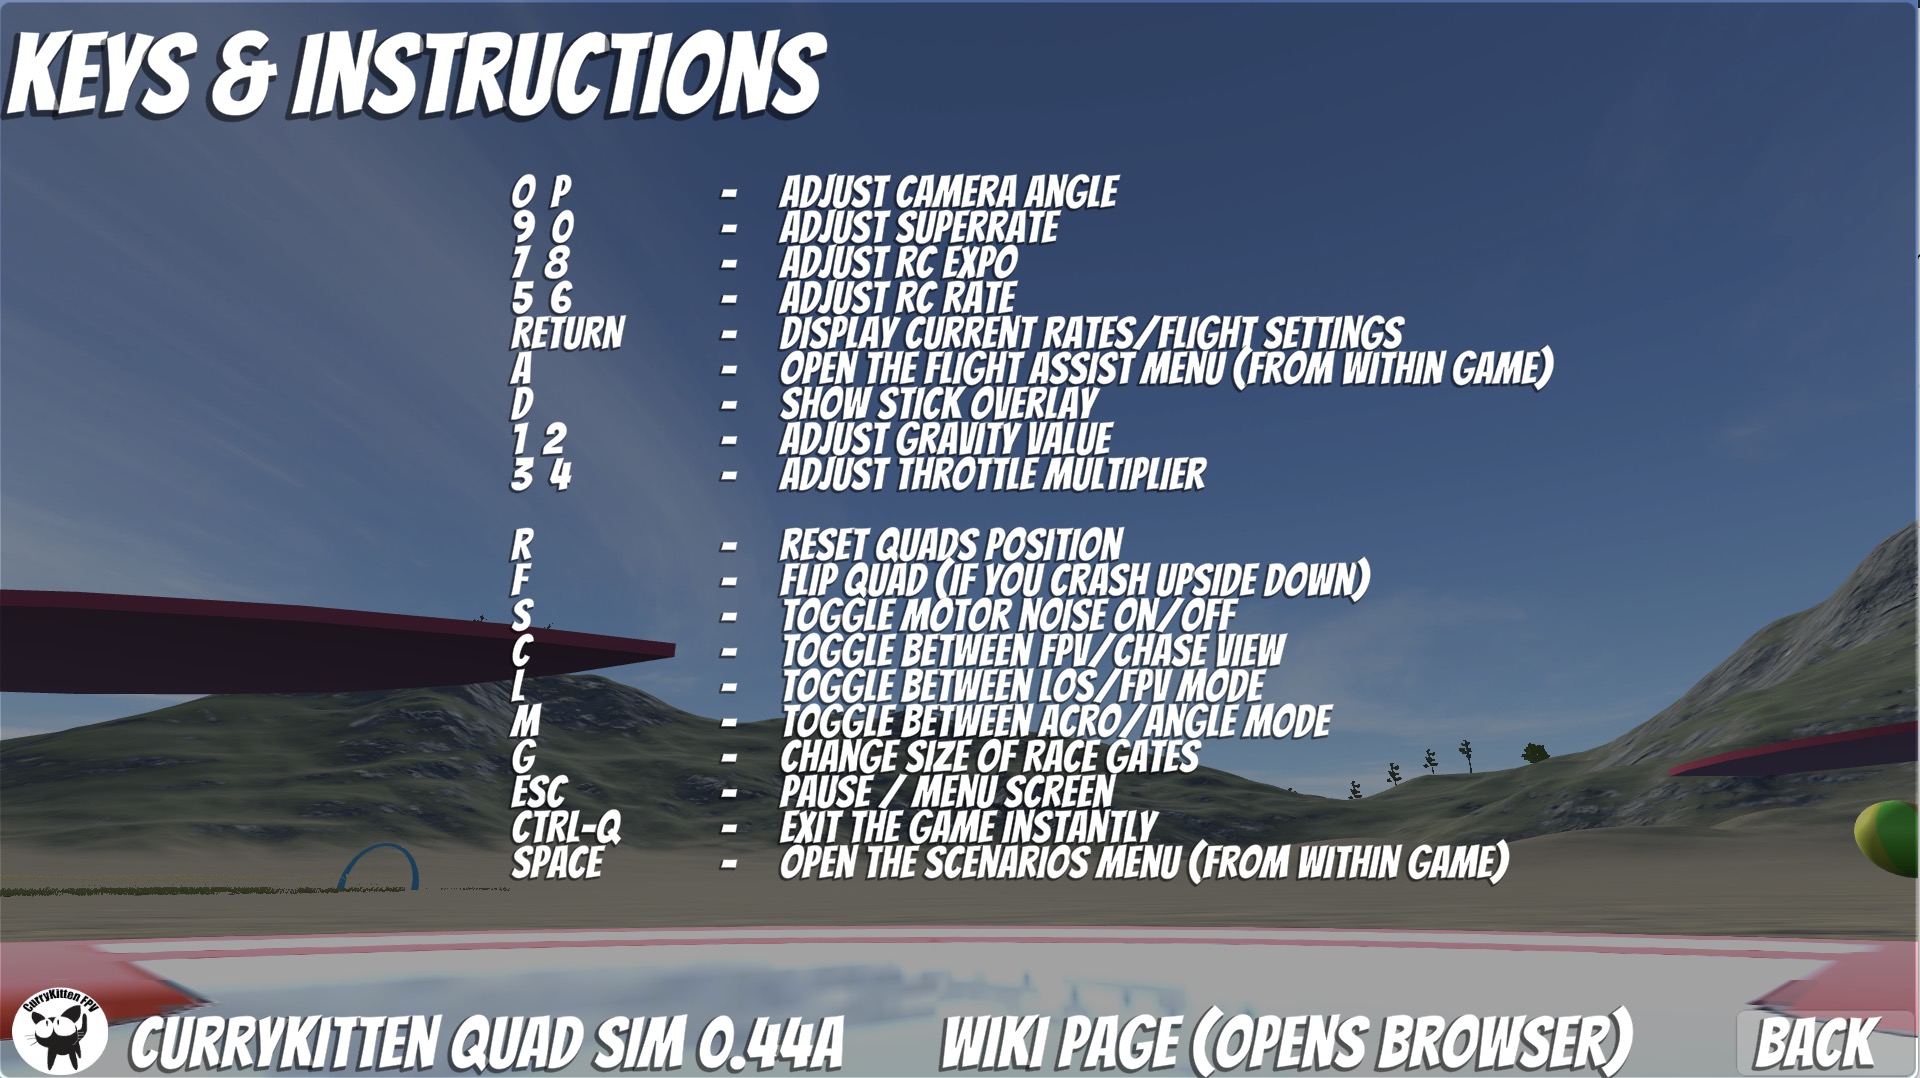 KEYS & INSTRUCTIONS
O P - ADJUST CAMERA ANGLE
9 0 - ADJUST SUPERRATE
7 8 - ADJUST RC EXPO
5 6 - ADJUST RC RATE
RETURN - DISPLAY CURRENT RATES/FLIGHT SETTINGS
A - OPEN THE FLIGHT ASSIST MENU (FROM WITHIN GAME)
D - SHOW STICK OVERLAY
1 2 - ADJUST GRAVITY VALUE
3 4 - ADJUST THROTTLE MULTIPLIER
R - RESET QUADS POSITION
F - FLIP QUAD (IF YOU CRASH UPSIDE DOWN)
S - TOGGLE MOTOR NOISE ON/OFF
C - TOGGLE BETWEEN FPV/CHASE VIEW
L - TOGGLE BETWEEN LOS/FPV MODE
M - TOGGLE BETWEEN ACRO/ANGLE MODE
G - CHANGE SIZE OF RACE GATES
ESC - PAUSE / MENU SCREEN
CTRL-Q - EXIT THE GAME INSTANTLY
SPACE - OPEN THE SCENARIOS MENU (FROM WITHIN GAME)
CurryKitten FPV
CURRYKITTEN QUAD SIM 0.44A
WIKI PAGE (OPENS BROWSER)
BACK